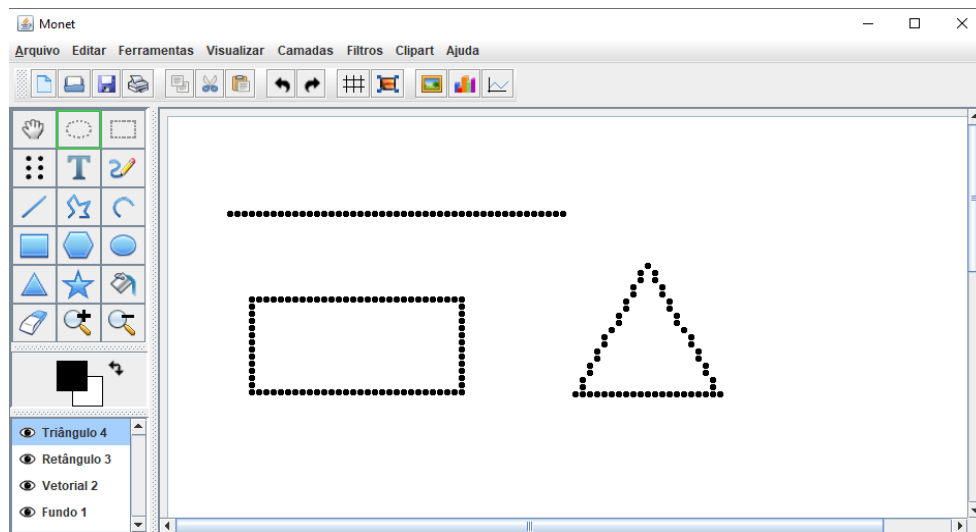 Monet
Arquivo Editar Ferramentas Visualizar Camadas Filtros Clipart Ajuda
T
Triângulo 4
Retângulo 3
Vetorial 2
Fundo 1